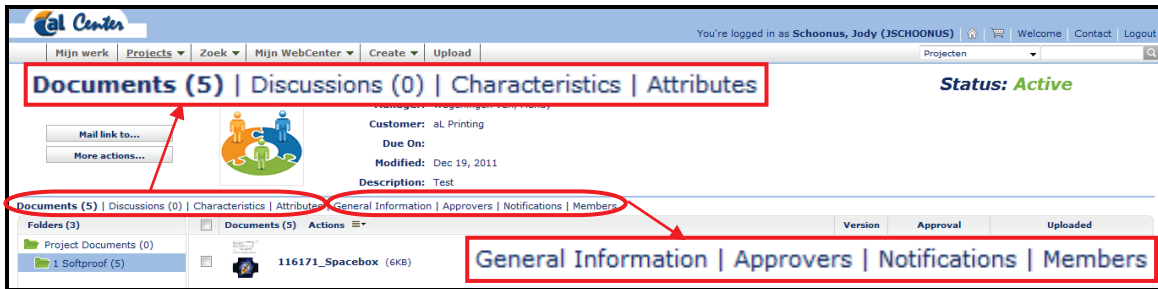 al Center
You're logged in as Schoonus, Jody (JSCHOONUS) | Welcome | Contact | Logout
Mijn werk | Projects | Zoek | Mijn WebCenter | Create | Upload
Projecten
Documents (5) | Discussions (0) | Characteristics | Attributes
Status: Active
Mail link to...
More actions...
Customer: aL Printing
Due On:
Modified: Dec 19, 2011
Description: Test
Documents (5) | Discussions (0) | Characteristics | Attributes | General Information | Approvers | Notifications | Members
Folders (3)
Documents (5) Actions
Version
Approval
Uploaded
Project Documents (0)
1 Softproof (5)
116171_Spacebox (6KB)
General Information | Approvers | Notifications | Members